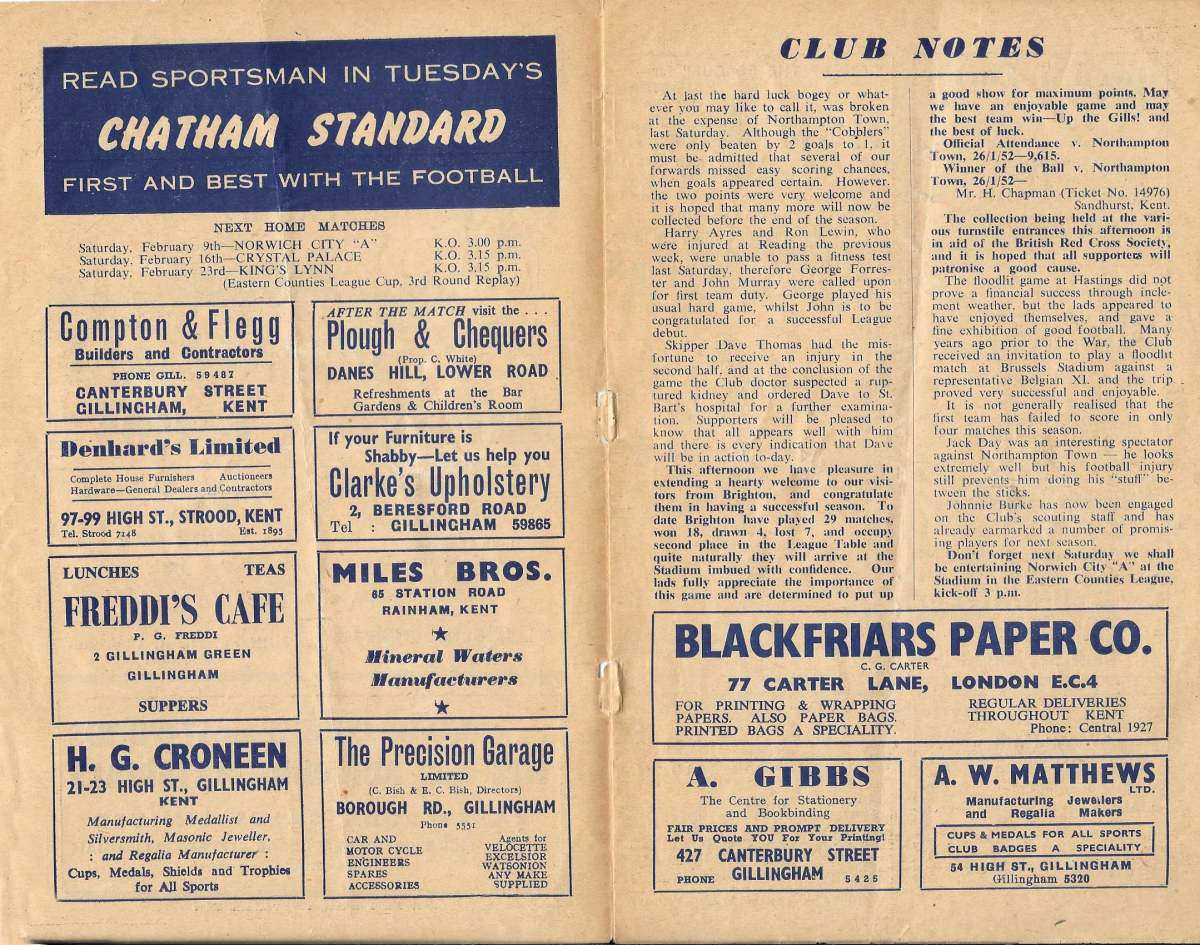 READ SPORTSMAN IN TUESDAY'S
CHATHAM STANDARD
FIRST AND BEST WITH THE FOOTBALL
NEXT HOME MATCHES
Saturday, February 9th—NORWICH CITY "A" K.O. 3.00 p.m.
Saturday, February 16th—CRYSTAL PALACE K.O. 3.15 p.m.
Saturday, February 23rd—KING'S LYNN K.O. 3.15 p.m.
(Eastern Counties League Cup, 3rd Round Replay)
Compton & Flegg
Builders and Contractors
PHONE GILL. 59487
CANTERBURY STREET
GILLINGHAM, KENT
AFTER THE MATCH visit the . . .
Plough & Chequers
(Prop. C. White)
DANES HILL, LOWER ROAD
Refreshments at the Bar
Gardens & Children's Room
Denhard's Limited
Complete House Furnishers Auctioneers
Hardware—General Dealers and Contractors
97-99 HIGH ST., STROOD, KENT
Tel. Strood 7148 Est. 1895
If your Furniture is
Shabby—Let us help you
Clarke's Upholstery
2, BERESFORD ROAD
Tel : GILLINGHAM 59865
LUNCHES TEAS
FREDDI'S CAFE
P. G. FREDDI
2 GILLINGHAM GREEN
GILLINGHAM
SUPPERS
MILES BROS.
65 STATION ROAD
RAINHAM, KENT
Mineral Waters
Manufacturers
H. G. CRONEEN
21-23 HIGH ST., GILLINGHAM
KENT
Manufacturing Medallist and
Silversmith, Masonic Jeweller,
: and Regalia Manufacturer :
Cups, Medals, Shields and Trophies
for All Sports
The Precision Garage
LIMITED
(C. Bish & E. C. Bish, Directors)
BOROUGH RD., GILLINGHAM
Phone 5551
CAR AND Agents for
MOTOR CYCLE VELOCETTE
ENGINEERS EXCELSIOR
SPARES WATSONION
ACCESSORIES ANY MAKE
SUPPLIED
CLUB NOTES
At last the hard luck bogey or what-
ever you may like to call it, was broken
at the expense of Northampton Town,
last Saturday. Although the "Cobblers"
were only beaten by 2 goals to 1, it
must be admitted that several of our
forwards missed easy scoring chances,
when goals appeared certain. However,
the two points were very welcome and
it is hoped that many more will now be
collected before the end of the season.
Harry Ayres and Ron Lewin, who
were injured at Reading the previous
week, were unable to pass a fitness test
last Saturday, therefore George Forres-
ter and John Murray were called upon
for first team duty. George played his
usual hard game, whilst John is to be
congratulated for a successful League
debut.
Skipper Dave Thomas had the mis-
fortune to receive an injury in the
second half, and at the conclusion of the
game the Club doctor suspected a rup-
tured kidney and ordered Dave to St.
Bart's hospital for a further examina-
tion. Supporters will be pleased to
know that all appears well with him
and there is every indication that Dave
will be in action to-day.
This afternoon we have pleasure in
extending a hearty welcome to our visi-
tors from Brighton, and congratulate
them in having a successful season. To
date Brighton have played 29 matches,
won 18, drawn 4, lost 7, and occupy
second place in the League Table and
quite naturally they will arrive at the
Stadium imbued with confidence. Our
lads fully appreciate the importance of
this game and are determined to put up
a good show for maximum points. May
we have an enjoyable game and may
the best team win—Up the Gills! and
the best of luck.
Official Attendance v. Northampton
Town, 26/1/52—9,615.
Winner of the Ball v. Northampton
Town, 26/1/52—
Mr. H. Chapman (Ticket No. 14976)
Sandhurst, Kent.
The collection being held at the vari-
ous turnstile entrances this afternoon is
in aid of the British Red Cross Society,
and it is hoped that all supporters will
patronise a good cause.
The floodlit game at Hastings did not
prove a financial success through incle-
ment weather, but the lads appeared to
have enjoyed themselves, and gave a
fine exhibition of good football. Many
years ago prior to the War, the Club
received an invitation to play a floodlit
match at Brussels Stadium against a
representative Belgian XI. and the trip
proved very successful and enjoyable.
It is not generally realised that the
first team has failed to score in only
four matches this season.
Jack Day was an interesting spectator
against Northampton Town — he looks
extremely well but his football injury
still prevents him doing his "stuff" be-
tween the sticks.
Johnnie Burke has now been engaged
on the Club's scouting staff and has
already earmarked a number of promis-
ing players for next season.
Don't forget next Saturday we shall
be entertaining Norwich City "A" at the
Stadium in the Eastern Counties League,
kick-off 3 p.m.
BLACKFRIARS PAPER CO.
C. G. CARTER
77 CARTER LANE, LONDON E.C.4
FOR PRINTING & WRAPPING REGULAR DELIVERIES
PAPERS. ALSO PAPER BAGS. THROUGHOUT KENT
PRINTED BAGS A SPECIALITY. Phone: Central 1927
A. GIBBS
The Centre for Stationery
and Bookbinding
FAIR PRICES AND PROMPT DELIVERY
Let Us Quote YOU For Your Printing!
427 CANTERBURY STREET
PHONE GILLINGHAM 5425
A. W. MATTHEWS
LTD.
Manufacturing Jewellers
and Regalia Makers
CUPS & MEDALS FOR ALL SPORTS
CLUB BADGES A SPECIALITY
54 HIGH ST., GILLINGHAM
Gillingham 5320